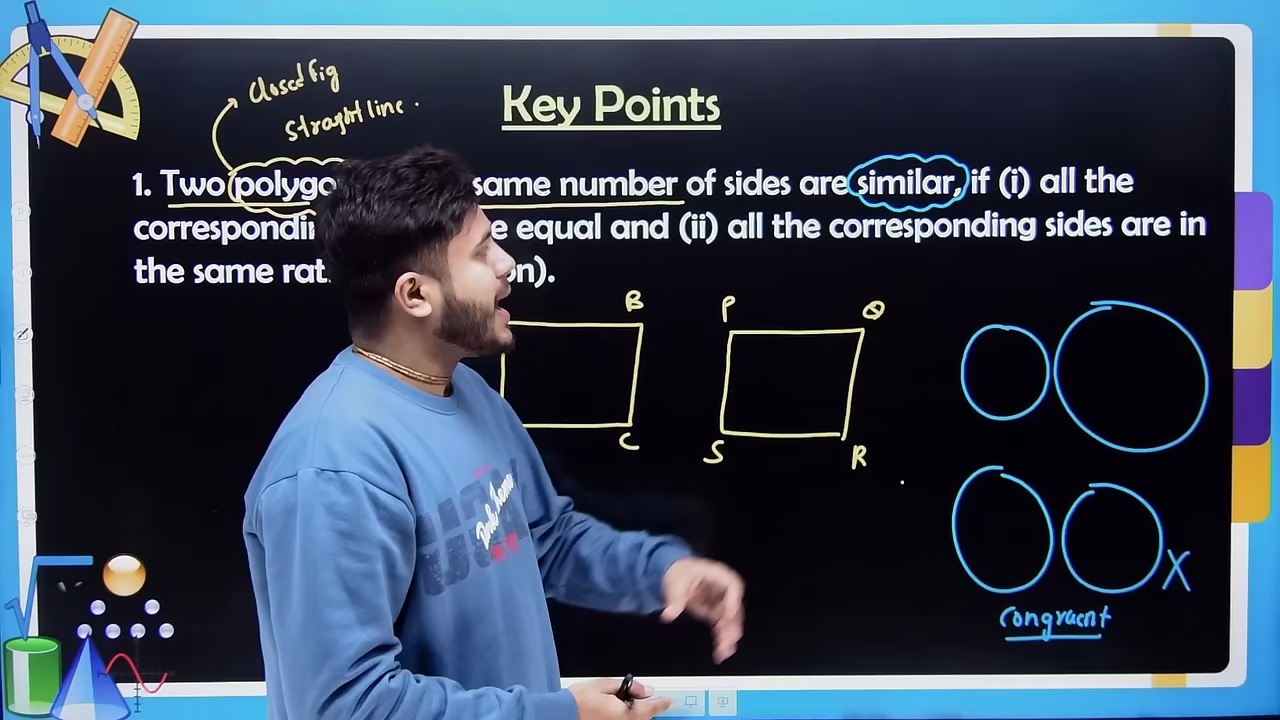 Closed fig
Straight line.
Key Points
1. Two polygo same number of sides are similar, if (i) all the
correspondin e equal and (ii) all the corresponding sides are in
the same rat on).
B
P
Q
C
S
R
X
Congruent